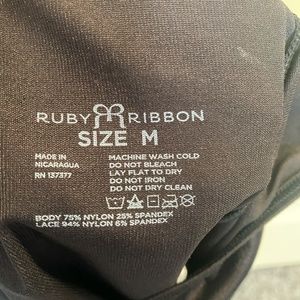 RUBY RIBBON
SIZE M
MADE IN
NICARAGUA
RN 137377
MACHINE WASH COLD
DO NOT BLEACH
LAY FLAT TO DRY
DO NOT IRON
DO NOT DRY CLEAN
BODY 75% NYLON 25% SPANDEX
LACE 94% NYLON 6% SPANDEX